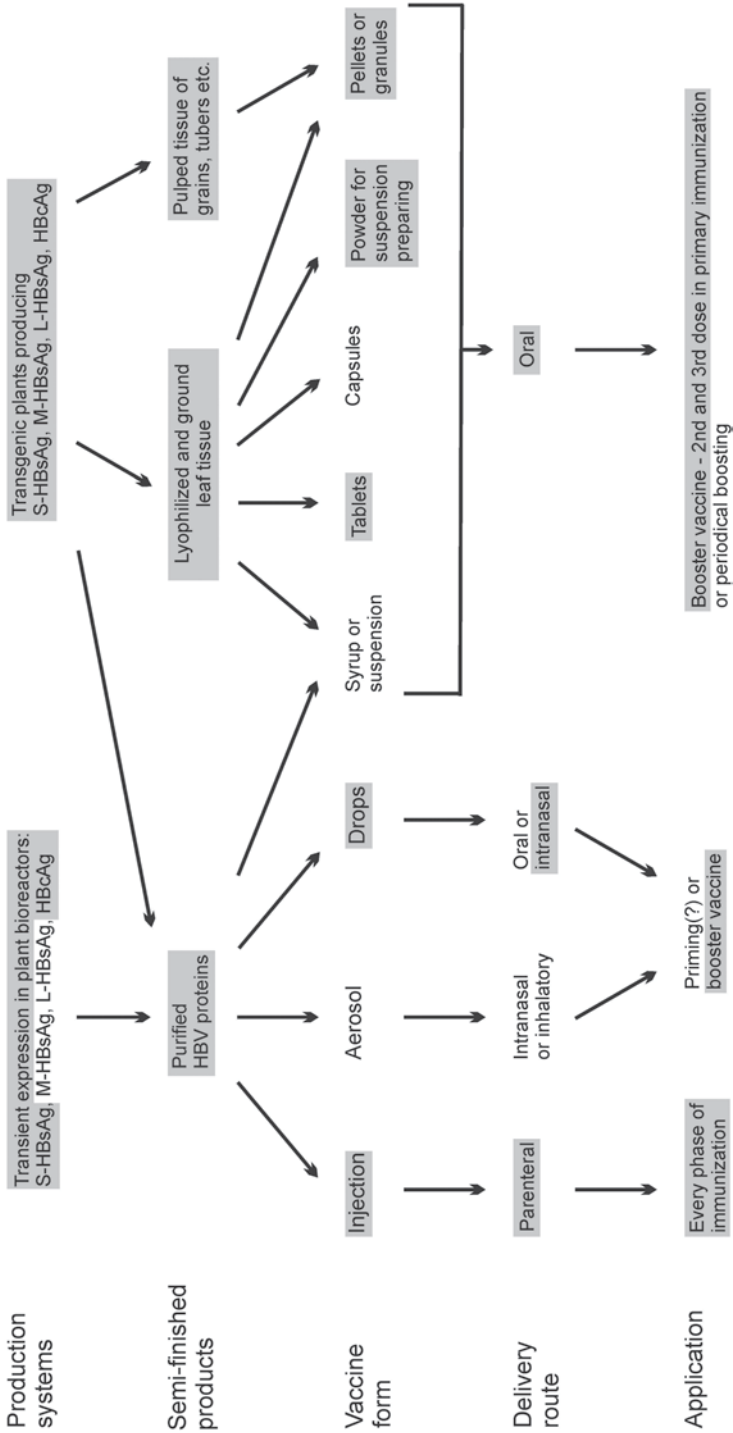 Production
systems
Transient expression in plant bioreactors:
S-HBsAg, M-HBsAg, L-HBsAg, HBcAg
Transgenic plants producing
S-HBsAg, M-HBsAg, L-HBsAg, HBcAg
Semi-finished
products
Purified
HBV proteins
Lyophilized and ground
leaf tissue
Pulped tissue of
grains, tubers etc.
Vaccine
form
Injection
Aerosol
Drops
Syrup or
suspension
Tablets
Capsules
Powder for
suspension
preparing
Pellets or
granules
Delivery
route
Parenteral
Intranasal
or inhalatory
Oral or
intranasal
Oral
Application
Every phase of
immunization
Priming(?) or
booster vaccine
Booster vaccine - 2nd and 3rd dose in primary immunization
or periodical boosting